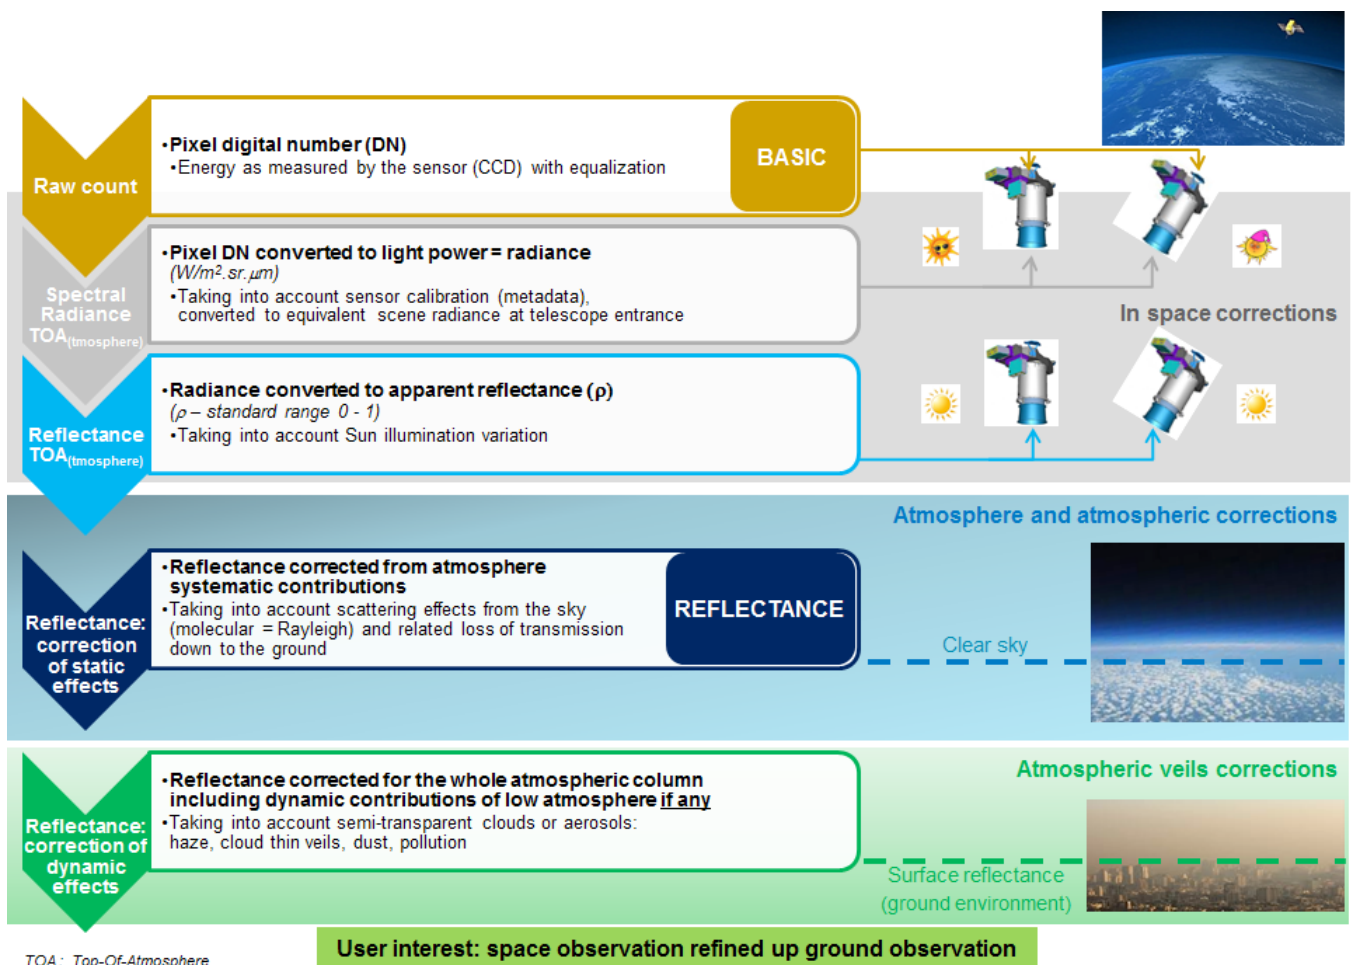 Raw count
•Pixel digital number (DN)
•Energy as measured by the sensor (CCD) with equalization
BASIC
Spectral
Radiance
TOA(tmosphere)
•Pixel DN converted to light power = radiance
(W/m².sr.µm)
•Taking into account sensor calibration (metadata),
converted to equivalent scene radiance at telescope entrance
In space corrections
Reflectance
TOA(tmosphere)
•Radiance converted to apparent reflectance (ρ)
(ρ – standard range 0 - 1)
•Taking into account Sun illumination variation
Atmosphere and atmospheric corrections
Reflectance:
correction
of static
effects
•Reflectance corrected from atmosphere
systematic contributions
•Taking into account scattering effects from the sky
(molecular = Rayleigh) and related loss of transmission
down to the ground
REFLECTANCE
Clear sky
Atmospheric veils corrections
Reflectance:
correction of
dynamic
effects
•Reflectance corrected for the whole atmospheric column
including dynamic contributions of low atmosphere if any
•Taking into account semi-transparent clouds or aerosols:
haze, cloud thin veils, dust, pollution
Surface reflectance
(ground environment)
User interest: space observation refined up ground observation
TOA : Top-Of-Atmosphere